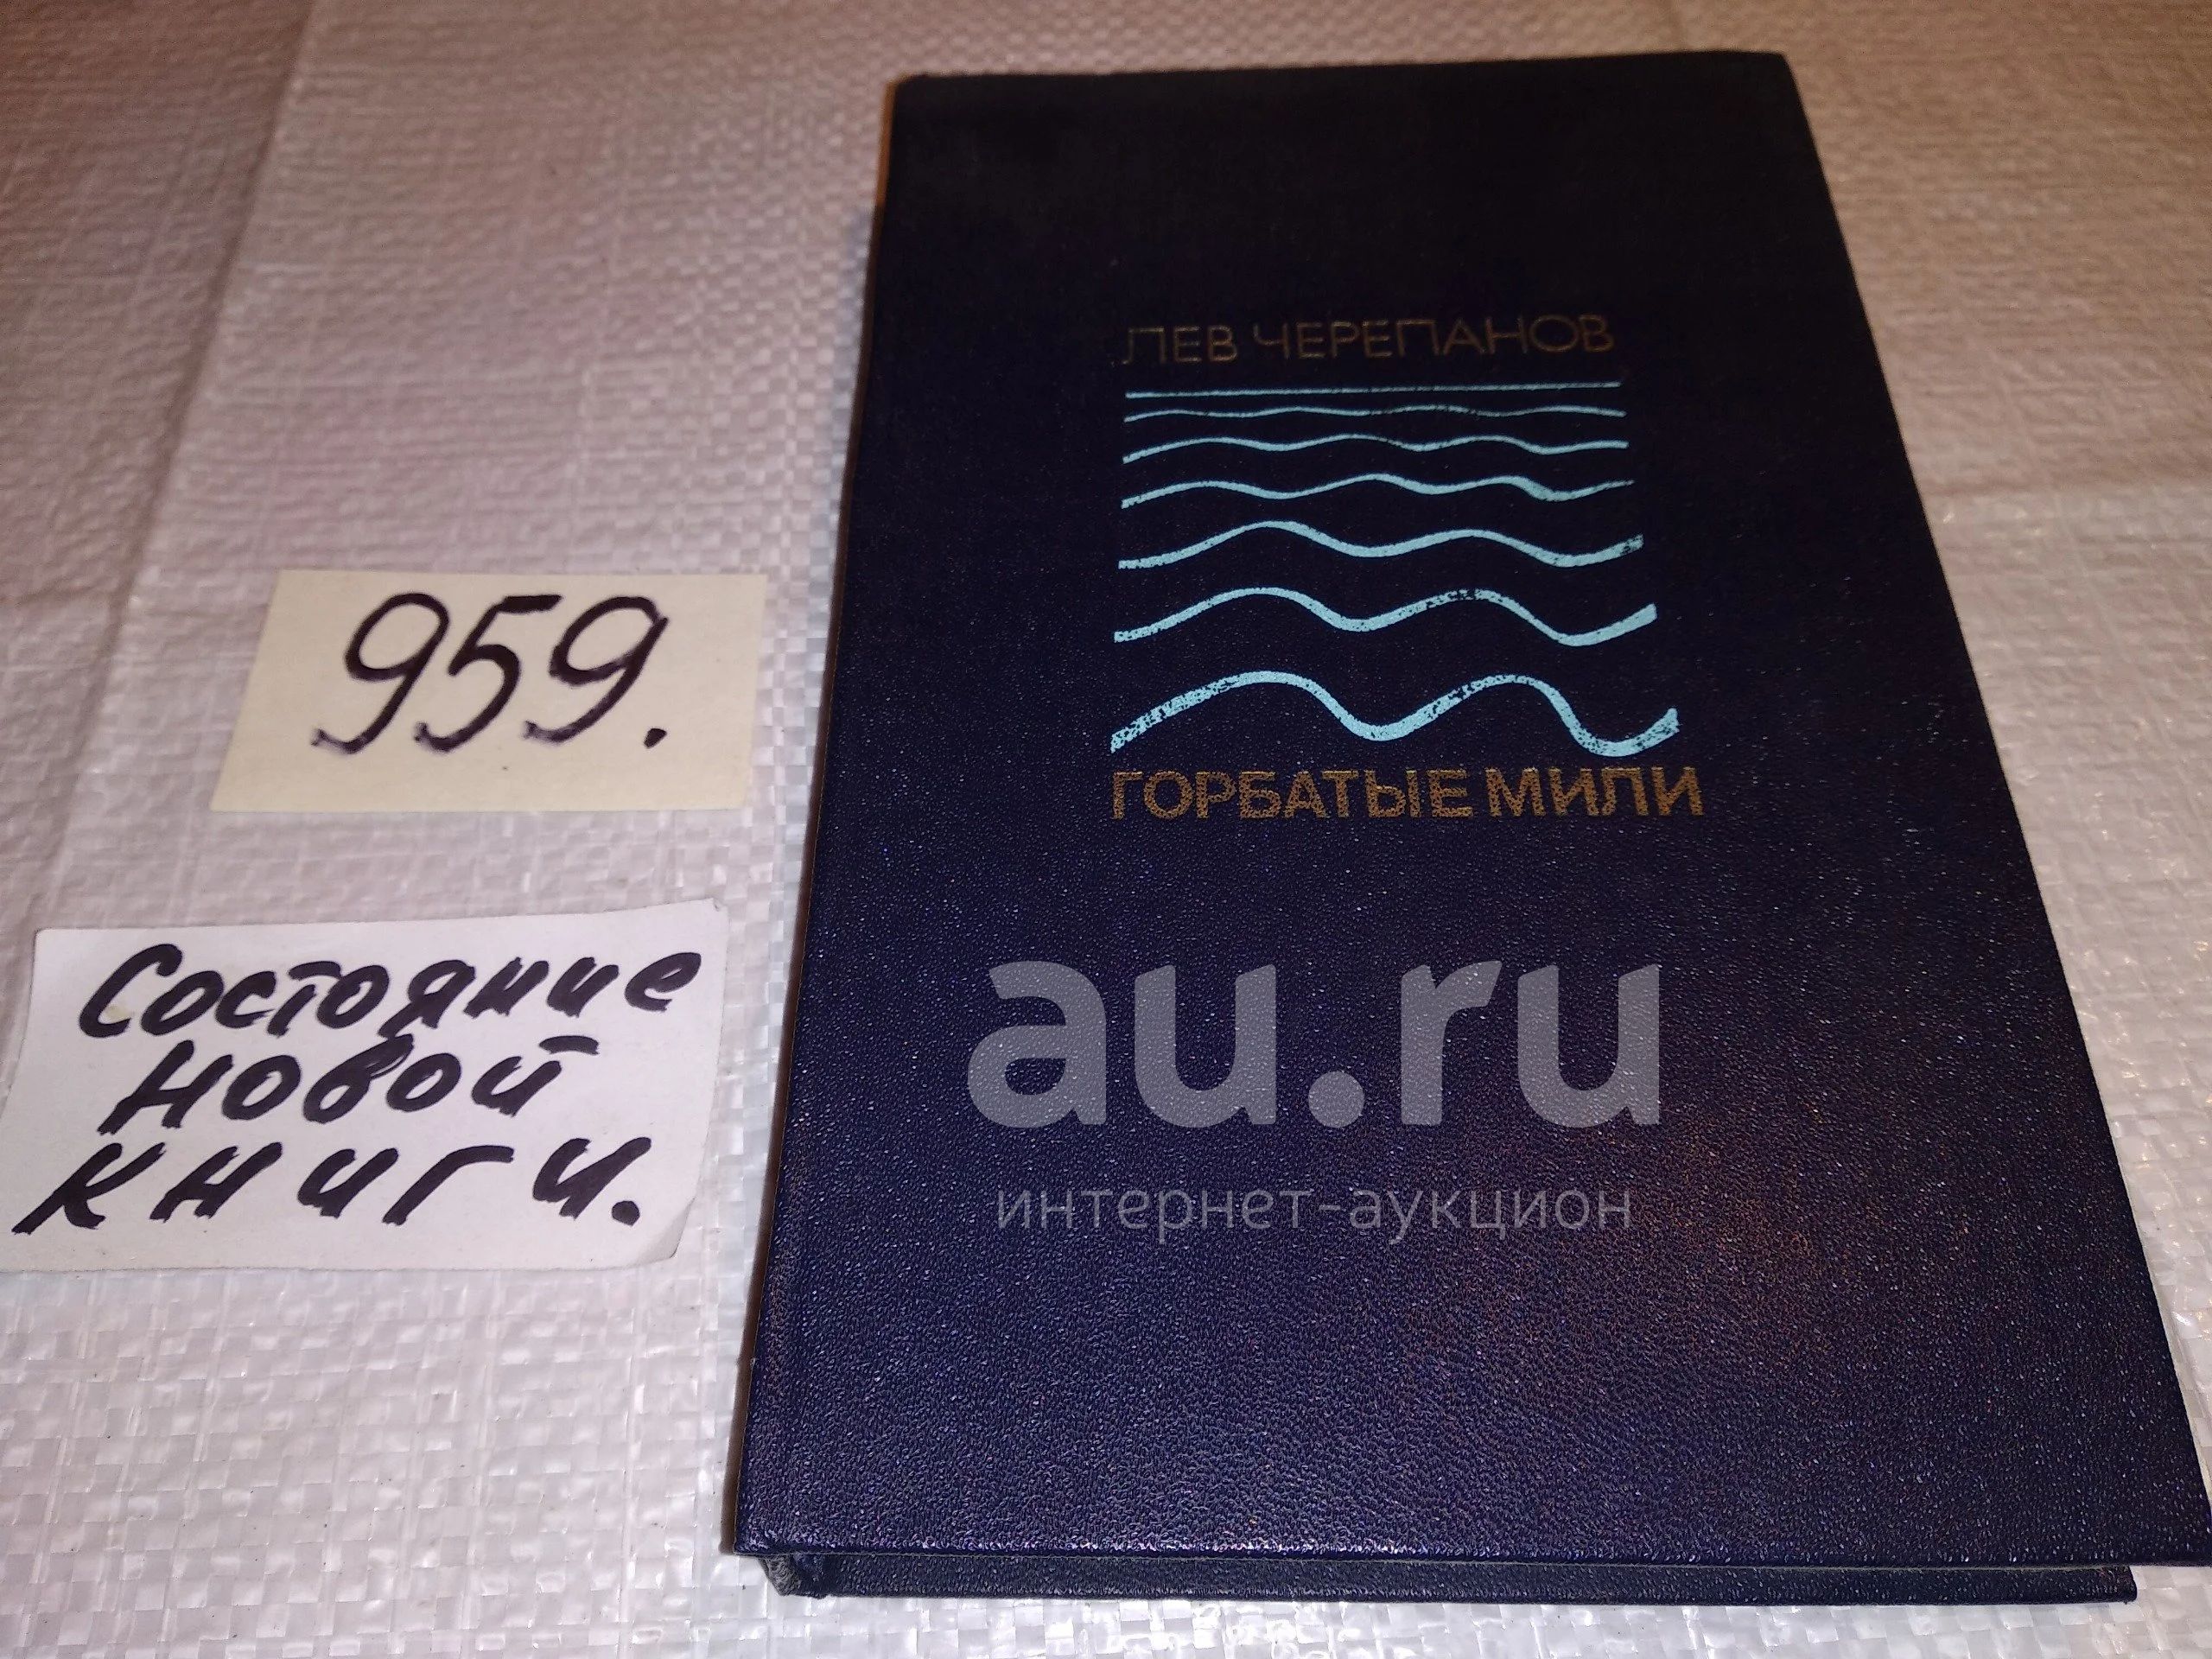 ЛЕВ ЧЕРЕПАНОВ
ГОРБАТЫЕ МИЛИ
959.
Состояние
новой
книги.
au.ru
интернет-аукцион